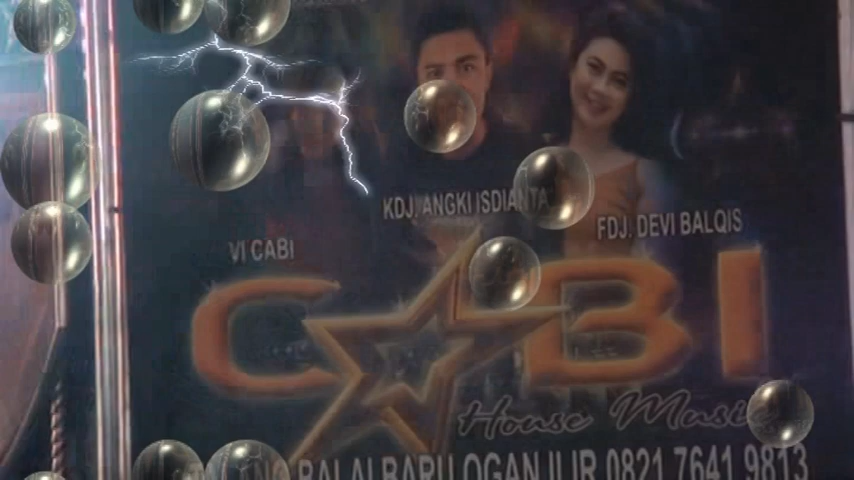 KDJ. ANGKI ISDIANTA
FDJ. DEVI BALQIS
VI CABI
CABI
House Music
BALAI BARU OGAN ILIR 0821 7641 9813